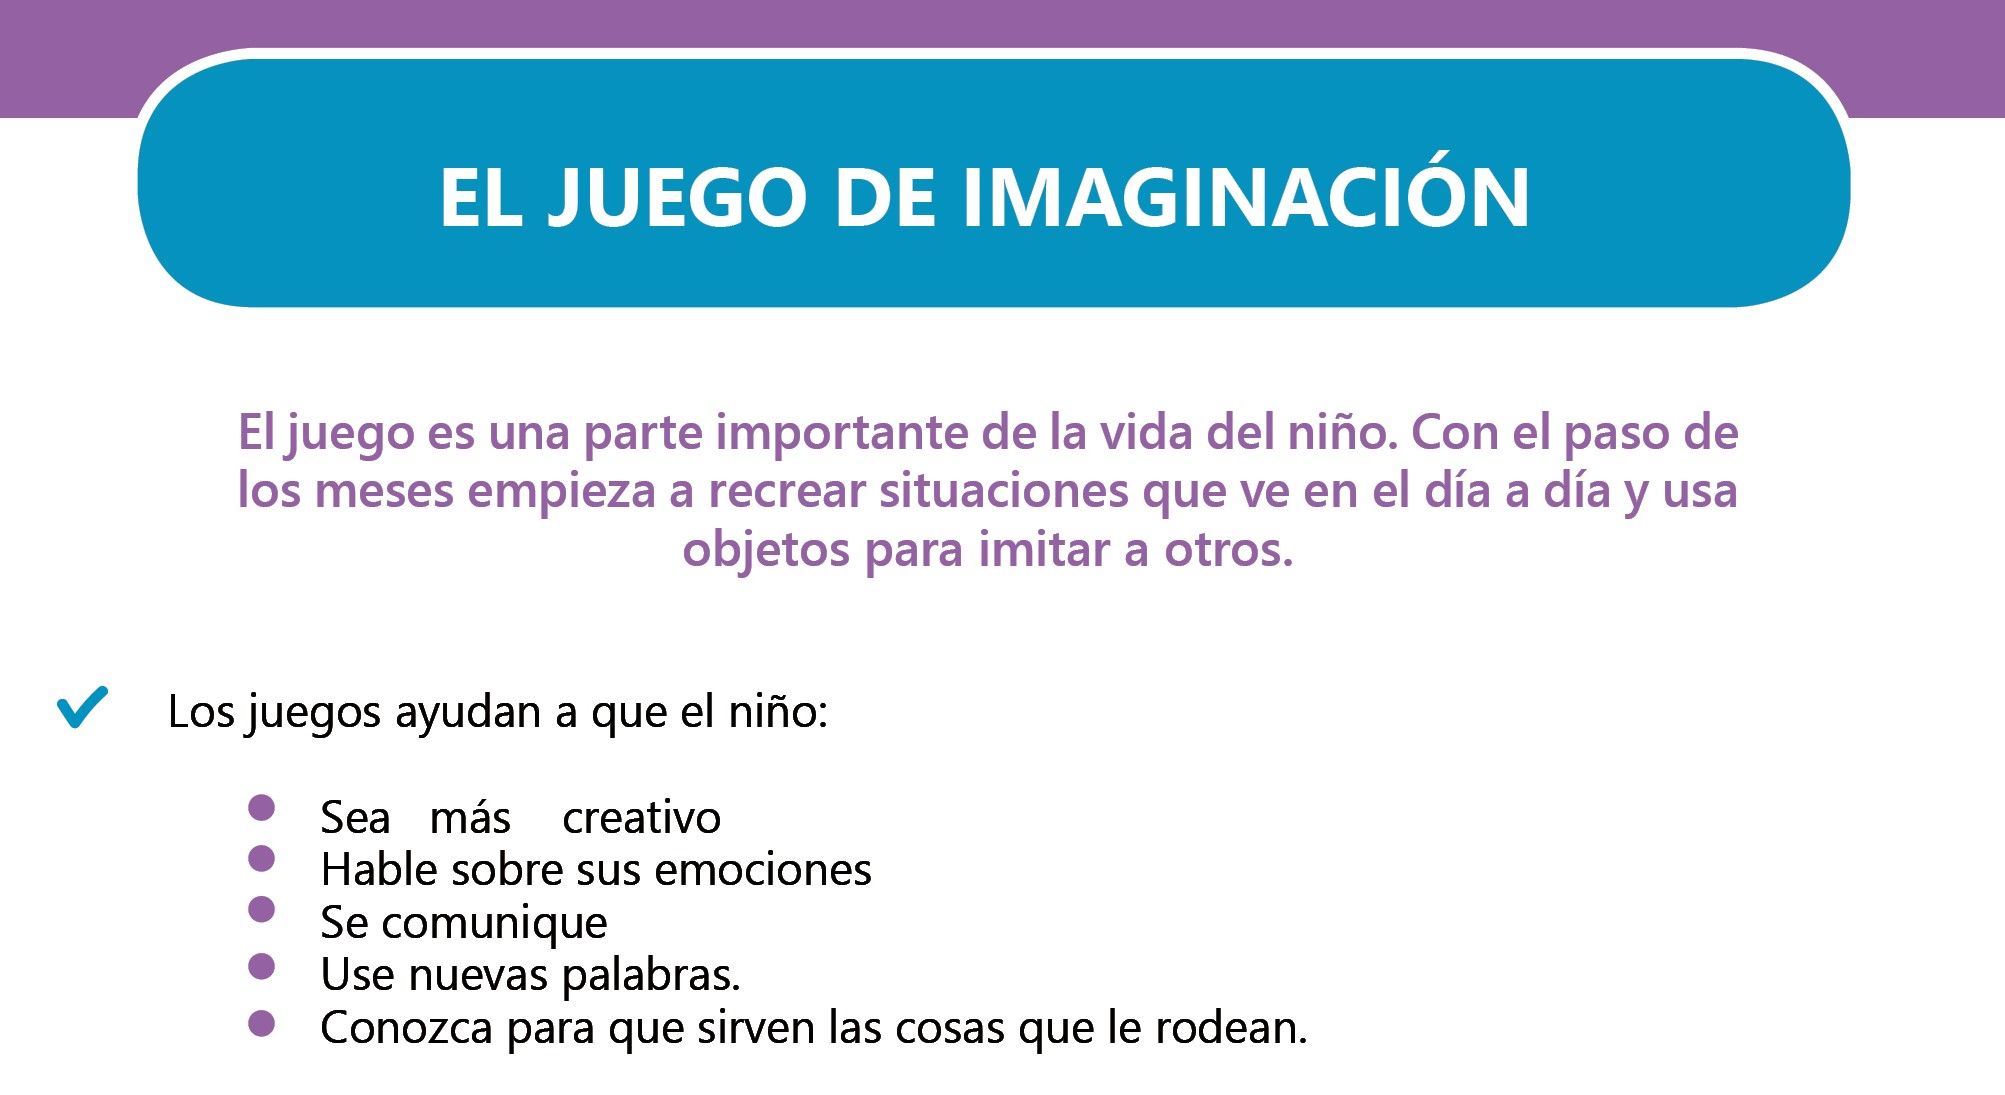 EL JUEGO DE IMAGINACIÓN
El juego es una parte importante de la vida del niño. Con el paso de
los meses empieza a recrear situaciones que ve en el día a día y usa
objetos para imitar a otros.
Los juegos ayudan a que el niño:
Sea más creativo
Hable sobre sus emociones
Se comunique
Use nuevas palabras.
Conozca para que sirven las cosas que le rodean.